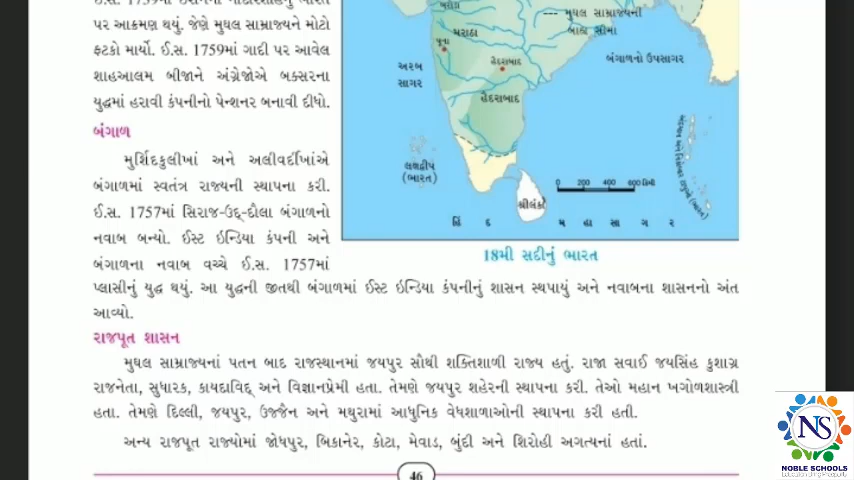 પર આક્રમણ થયું. જેણે મુઘલ સામ્રાજ્યને મોટો
ફટકો માર્યો. ઈ.સ. 1759માં ગાદી પર આવેલ
શાહઆલમ બીજાને અંગ્રેજોએ બક્સરના
યુદ્ધમાં હરાવી કંપનીનો પેન્શનર બનાવી દીધો.
બંગાળ
મુર્શિદકુલીખાં અને અલીવર્દીખાંએ
બંગાળમાં સ્વતંત્ર રાજ્યની સ્થાપના કરી.
ઈ.સ. 1757માં સિરાજ-ઉદ્-દૌલા બંગાળનો
નવાબ બન્યો. ઈસ્ટ ઇન્ડિયા કંપની અને
બંગાળના નવાબ વચ્ચે ઈ.સ. 1757માં
પ્લાસીનું યુદ્ધ થયું. આ યુદ્ધની જીતથી બંગાળમાં ઈસ્ટ ઇન્ડિયા કંપનીનું શાસન સ્થપાયું અને નવાબના શાસનનો અંત
આવ્યો.
મુઘલ સામ્રાજ્યની
બાહ્ય સીમા
મરાઠા
પૂના
અરબ
સાગર
હૈદરાબાદ
બંગાળનો ઉપસાગર
હૈદરાબાદ
લક્ષદ્વીપ
(ભારત)
શ્રીલંકા
0 200 400 600 કિમી
હિં દ મ હા સા ગ ર
18મી સદીનું ભારત
રાજપૂત શાસન
મુઘલ સામ્રાજ્યનાં પતન બાદ રાજસ્થાનમાં જયપુર સૌથી શક્તિશાળી રાજ્ય હતું. રાજા સવાઈ જયસિંહ કુશાગ્ર
રાજનેતા, સુધારક, કાયદાવિદ્ અને વિજ્ઞાનપ્રેમી હતા. તેમણે જયપુર શહેરની સ્થાપના કરી. તેઓ મહાન ખગોળશાસ્ત્રી
હતા. તેમણે દિલ્લી, જયપુર, ઉજ્જૈન અને મથુરામાં આધુનિક વેધશાળાઓની સ્થાપના કરી હતી.
અન્ય રાજપૂત રાજ્યોમાં જોધપુર, બિકાનેર, કોટા, મેવાડ, બુંદી અને શિરોહી અગત્યનાં હતાં.
46
NS
NOBLE SCHOOLS